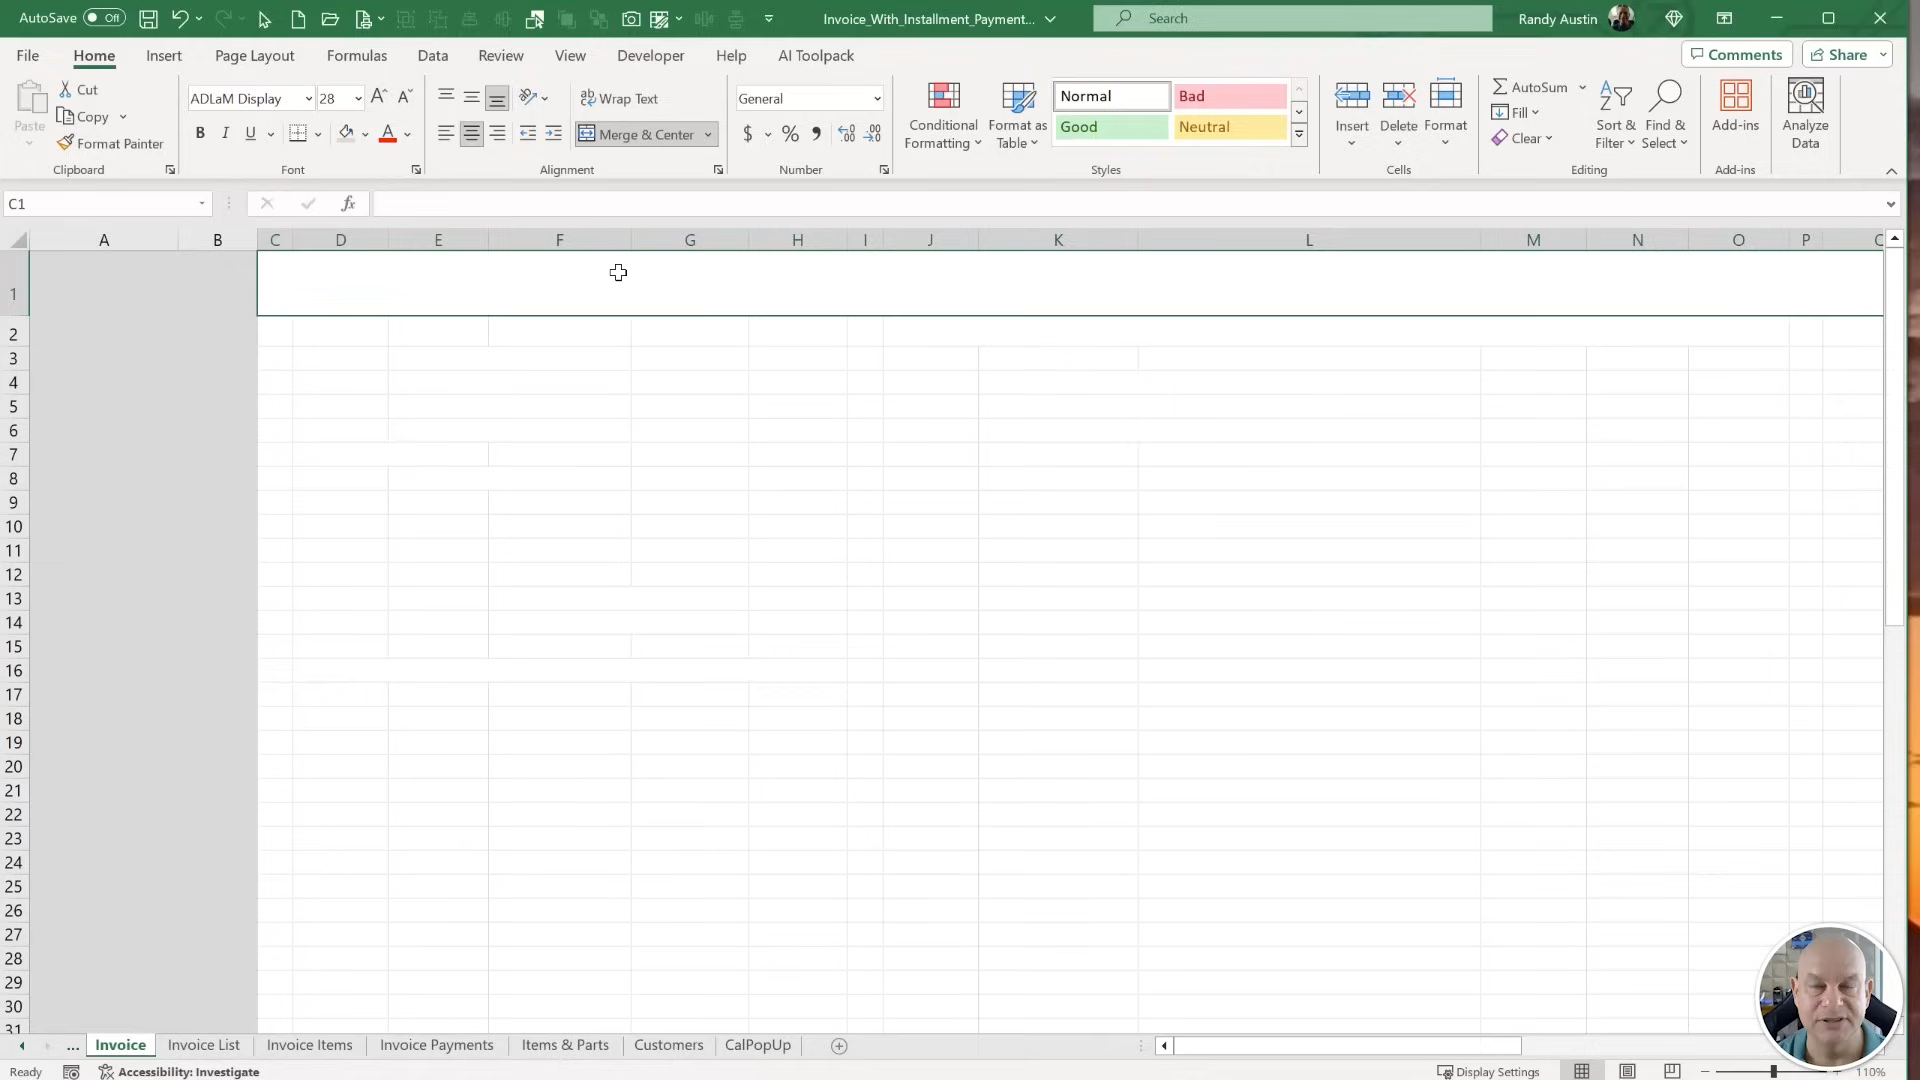 AutoSave Off Invoice_With_Installment_Payment... Search Randy Austin
File Home Insert Page Layout Formulas Data Review View Developer Help AI Toolpack Comments Share
Paste Cut Copy Format Painter Clipboard
ADLaM Display 28 B I U Font
Wrap Text Merge & Center Alignment
General $ % Number
Conditional Formatting Format as Table Normal Bad Good Neutral Styles
Insert Delete Format Cells
AutoSum Fill Clear Sort & Filter Find & Select Editing
Add-ins Add-ins
Analyze Data
C1 fx
A B C D E F G H I J K L M N O P
1
2
3
4
5
6
7
8
9
10
11
12
13
14
15
16
17
18
19
20
21
22
23
24
25
26
27
28
29
30
31
... Invoice Invoice List Invoice Items Invoice Payments Items & Parts Customers CalPopUp
Ready Accessibility: Investigate Display Settings 110%